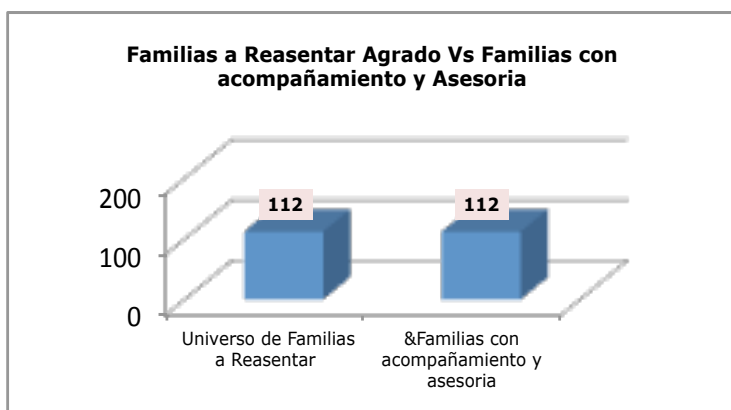 Familias a Reasentar Agrado Vs Familias con
acompañamiento y Asesoria
200
100
0
112
112
Universo de Familias
a Reasentar
&Familias con
acompañamiento y
asesoria